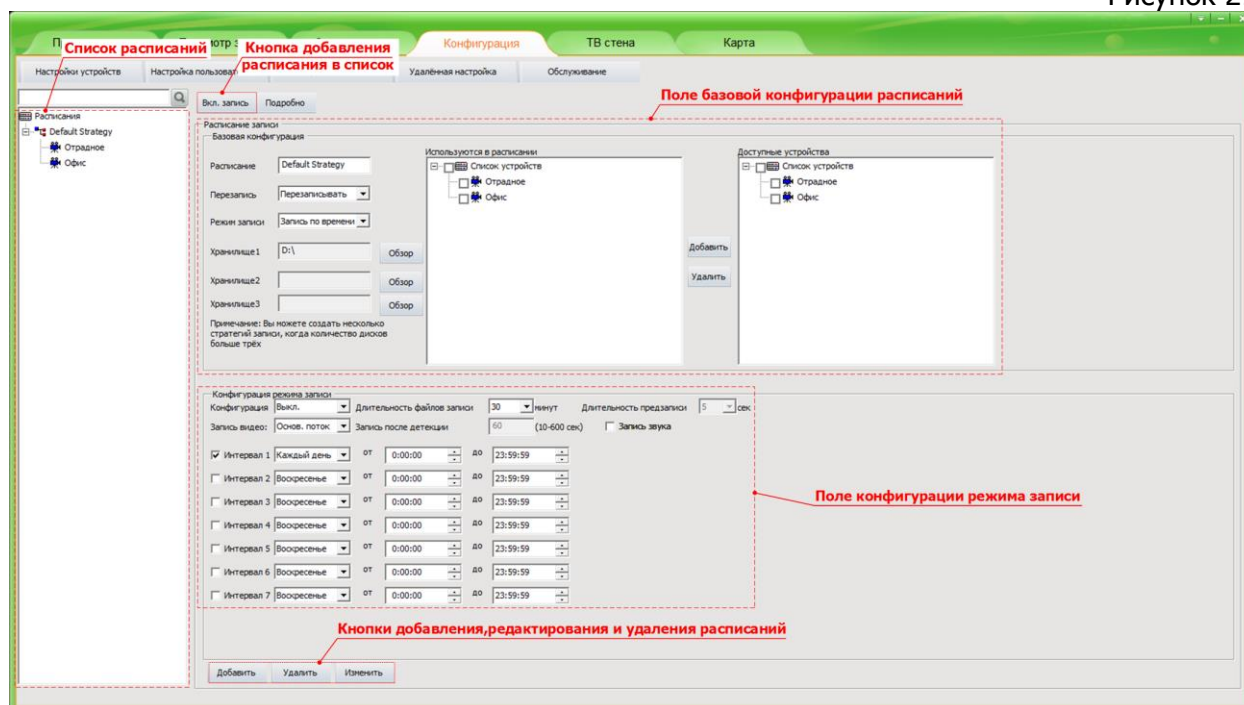 Рисунок 2
Список расписаний
Кнопка добавления
расписания в список
Конфигурация
ТВ стена
Карта
Настройки устройств
Настройка
Удалённая настройка
Обслуживание
Поле базовой конфигурации расписаний
Вкл. запись
Подробно
Расписания
Default Strategy
Отрадное
Офис
Расписание записи
Базовая конфигурация
Расписание Default Strategy
Перезапись Перезаписывать
Режим записи Запись по времени
Хранилище1 D:\ Обзор
Хранилище2 Обзор
Хранилище3 Обзор
Примечание: Вы можете создать несколько
стратегий записи, когда количество дисков
больше трёх
Используются в расписании
Список устройств
Отрадное
Офис
Добавить
Удалить
Доступные устройства
Список устройств
Отрадное
Офис
Конфигурация режима записи
Конфигурация Выкл. Длительность файлов записи 30 минут Длительность предзаписи 5 сек
Запись видео: Основ. поток Запись после детекции 60 (10-600 сек) Запись звука
Интервал 1 Каждый день от 0:00:00 до 23:59:59
Интервал 2 Воскресенье от 0:00:00 до 23:59:59
Интервал 3 Воскресенье от 0:00:00 до 23:59:59
Интервал 4 Воскресенье от 0:00:00 до 23:59:59
Интервал 5 Воскресенье от 0:00:00 до 23:59:59
Интервал 6 Воскресенье от 0:00:00 до 23:59:59
Интервал 7 Воскресенье от 0:00:00 до 23:59:59
Поле конфигурации режима записи
Кнопки добавления,редактирования и удаления расписаний
Добавить Удалить Изменить